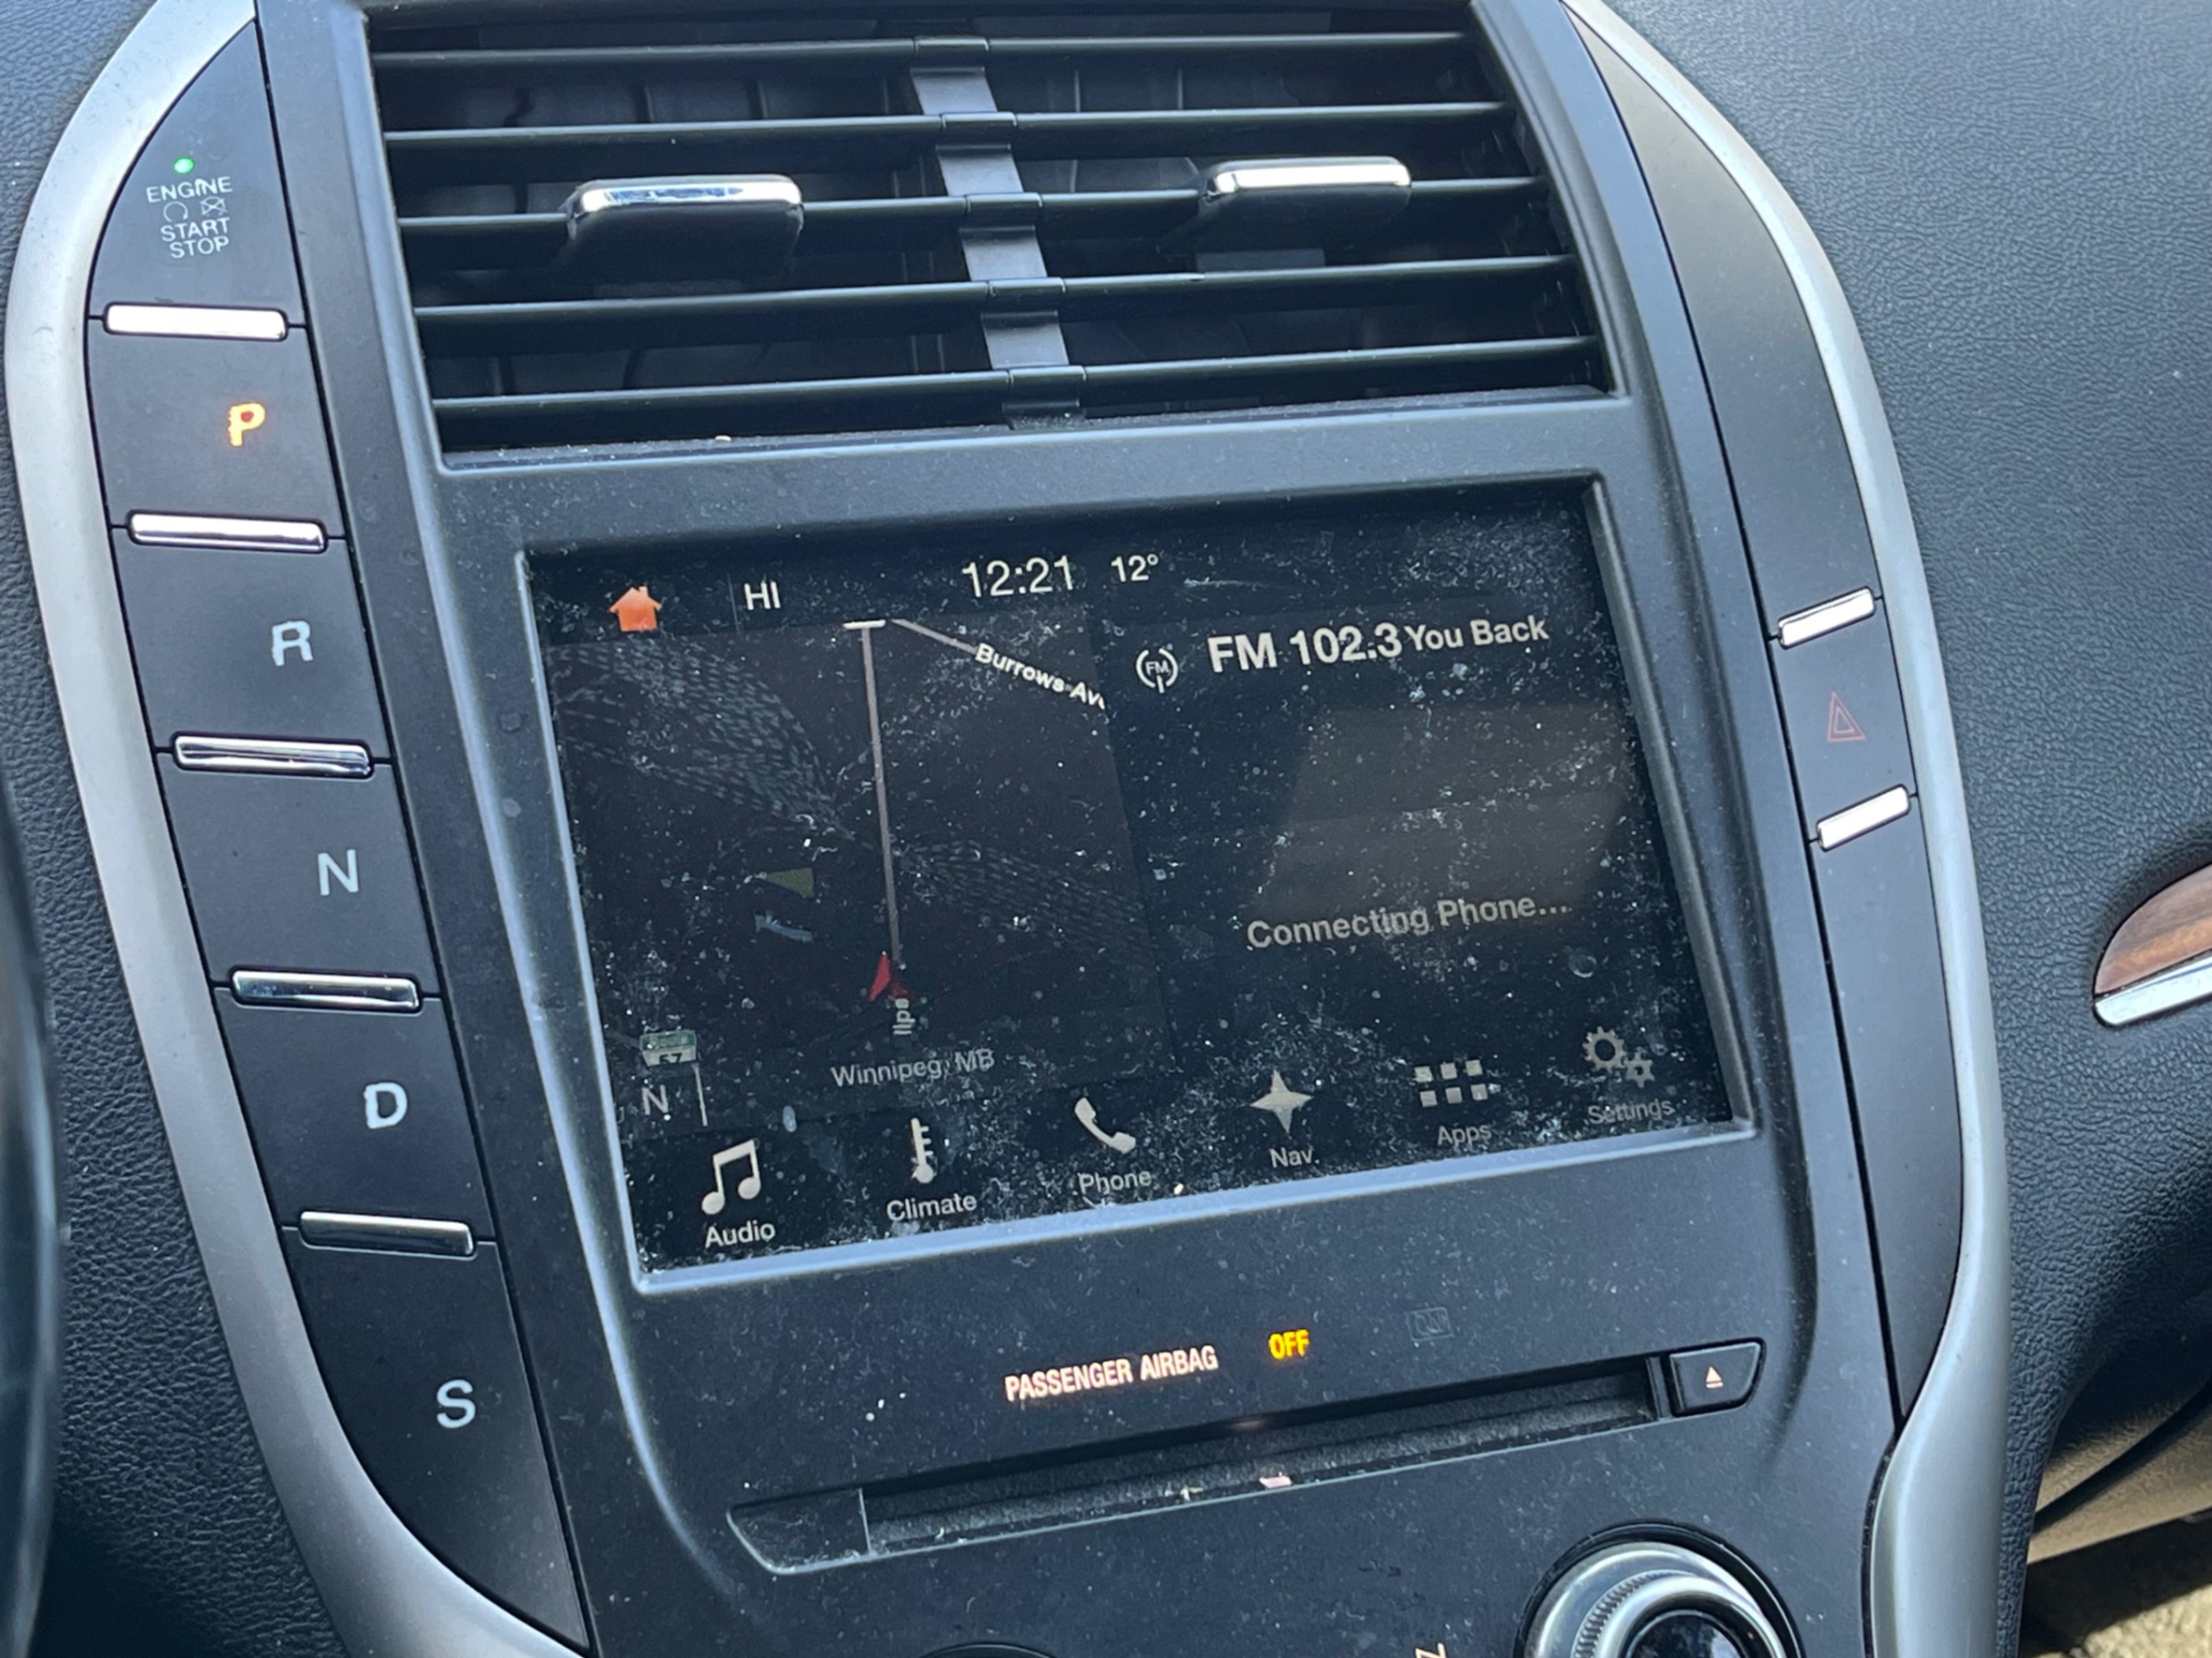 ENGINE
START
STOP
P
R
N
D
S
HI
12:21
12°
Burrows Av
FM
FM 102.3
You Back
Connecting Phone...
Winnipeg, MB
N
Audio
Climate
Phone
Nav
Apps
Settings
PASSENGER AIRBAG
OFF